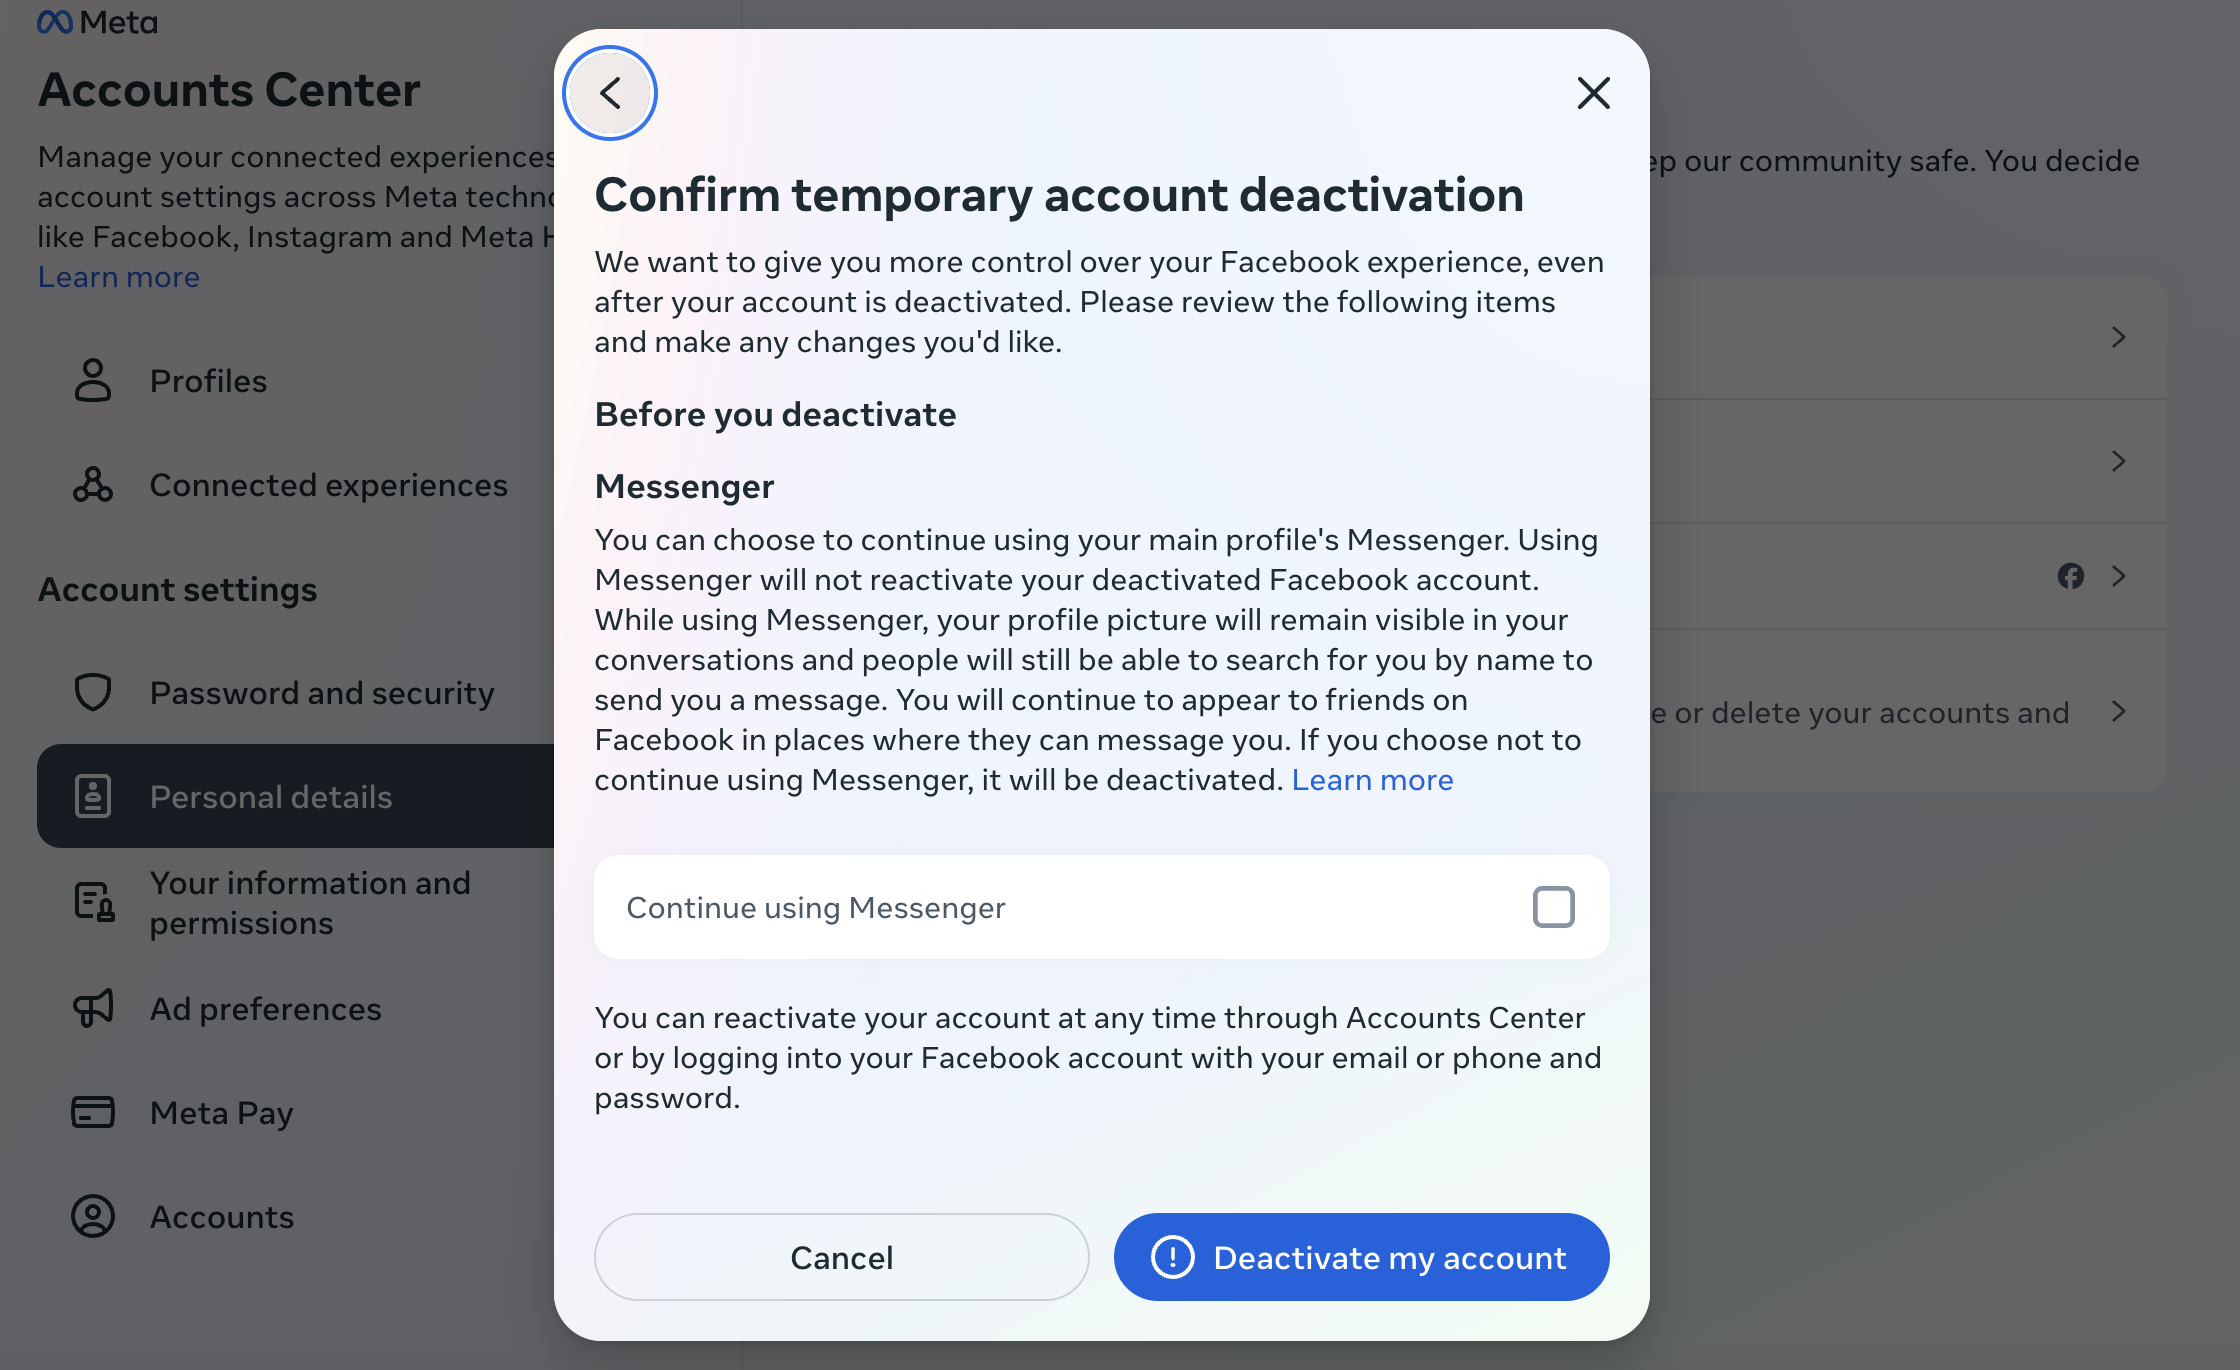 Meta
Accounts Center
Manage your connected experiences
account settings across Meta techno
like Facebook, Instagram and Meta H
Learn more
Profiles
Connected experiences
Account settings
Password and security
Personal details
Your information and
permissions
Ad preferences
Meta Pay
Accounts
Confirm temporary account deactivation
We want to give you more control over your Facebook experience, even
after your account is deactivated. Please review the following items
and make any changes you'd like.
Before you deactivate
Messenger
You can choose to continue using your main profile's Messenger. Using
Messenger will not reactivate your deactivated Facebook account.
While using Messenger, your profile picture will remain visible in your
conversations and people will still be able to search for you by name to
send you a message. You will continue to appear to friends on
Facebook in places where they can message you. If you choose not to
continue using Messenger, it will be deactivated. Learn more
Continue using Messenger
You can reactivate your account at any time through Accounts Center
or by logging into your Facebook account with your email or phone and
password.
Cancel
Deactivate my account
ep our community safe. You decide
e or delete your accounts and